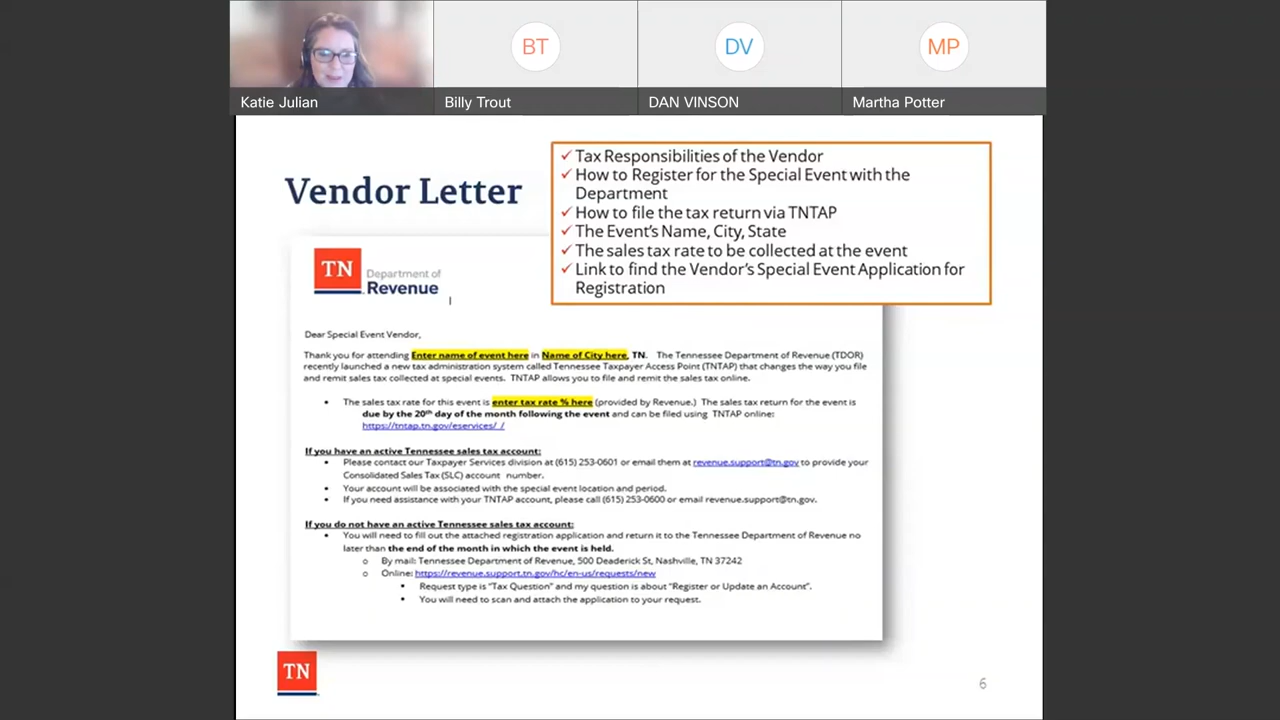 BT
DV
MP
Katie Julian
Billy Trout
DAN VINSON
Martha Potter
Vendor Letter
✓ Tax Responsibilities of the Vendor
✓ How to Register for the Special Event with the
Department
✓ How to file the tax return via TNTAP
✓ The Event's Name, City, State
✓ The sales tax rate to be collected at the event
✓ Link to find the Vendor's Special Event Application for
Registration
TN
Department of
Revenue
Dear Special Event Vendor,
Thank you for attending Enter name of event here in Name of City here, TN. The Tennessee Department of Revenue (TDOR)
recently launched a new tax administration system called Tennessee Taxpayer Access Point (TNTAP) that changes the way you file
and remit sales tax collected at special events. TNTAP allows you to file and remit the sales tax online.
• The sales tax rate for this event is enter tax rate % here (provided by Revenue.) The sales tax return for the event is
due by the 20th day of the month following the event and can be filed using TNTAP online:
https://tntap.tn.gov/eservices/_/
If you have an active Tennessee sales tax account:
• Please contact our Taxpayer Services division at (615) 253-0601 or email them at revenue.support@tn.gov to provide your
Consolidated Sales Tax (SLC) account number.
• Your account will be associated with the special event location and period.
• If you need assistance with your TNTAP account, please call (615) 253-0600 or email revenue.support@tn.gov.
If you do not have an active Tennessee sales tax account:
• You will need to fill out the attached registration application and return it to the Tennessee Department of Revenue no
later than the end of the month in which the event is held.
o By mail: Tennessee Department of Revenue, 500 Deaderick St, Nashville, TN 37242
o Online: https://revenue.support.tn.gov/hc/en-us/requests/new
▪ Request type is "Tax Question" and my question is about "Register or Update an Account".
▪ You will need to scan and attach the application to your request.
TN
6